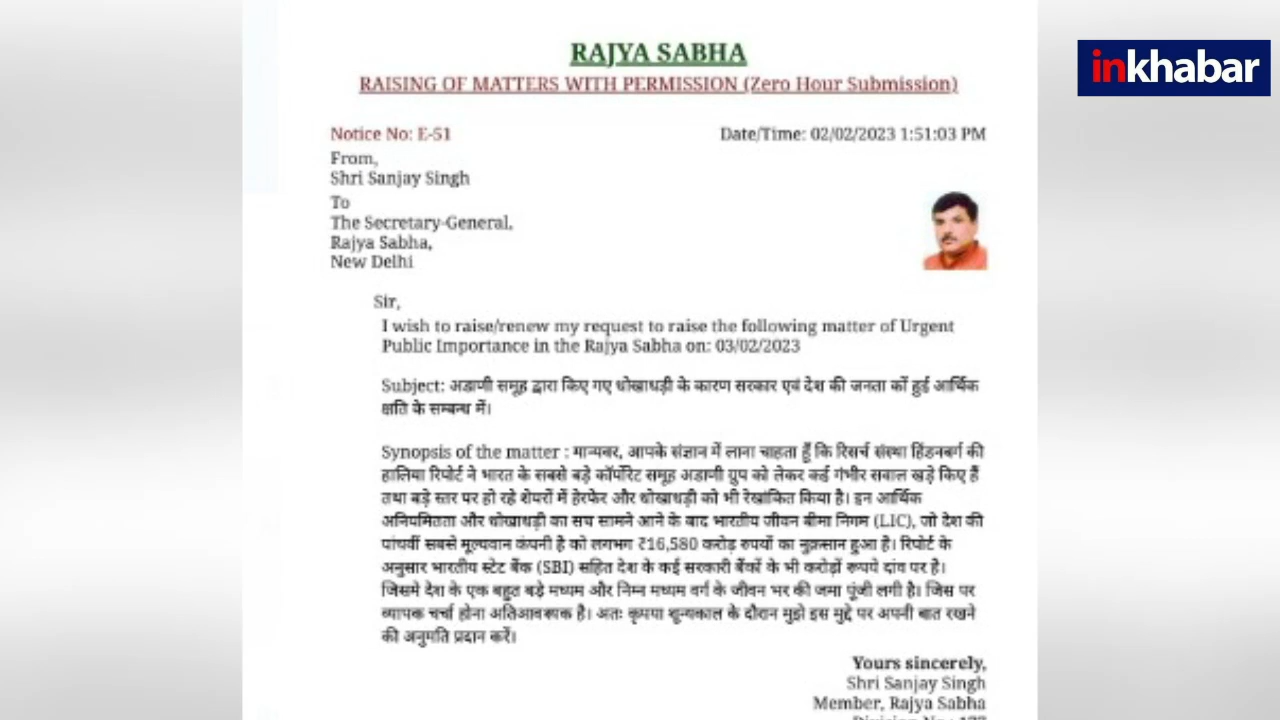 inkhabar
RAJYA SABHA
RAISING OF MATTERS WITH PERMISSION (Zero Hour Submission)
Notice No: E-51 Date/Time: 02/02/2023 1:51:03 PM
From,
Shri Sanjay Singh
To
The Secretary-General,
Rajya Sabha,
New Delhi
Sir,
I wish to raise/renew my request to raise the following matter of Urgent
Public Importance in the Rajya Sabha on: 03/02/2023
Subject: अडाणी समूह द्वारा किए गए धोखाधड़ी के कारण सरकार एवं देश की जनता कों हुई आर्थिक
क्षति के सम्बन्ध में।
Synopsis of the matter : मान्यवर, आपके संज्ञान में लाना चाहता हूँ कि रिसर्च संस्था हिंडनबर्ग की
हालिया रिपोर्ट ने भारत के सबसे बड़े कॉर्पोरेट समूह अडाणी ग्रुप को लेकर कई गंभीर सवाल खड़े किए हैं
तथा बड़े स्तर पर हो रहे शेयरों में हेरफेर और धोखाधड़ी को भी रेखांकित किया है। इन आर्थिक
अनियमितता और धोखाधड़ी का सच सामने आने के बाद भारतीय जीवन बीमा निगम (LIC), जो देश की
पांचवीं सबसे मूल्यवान कंपनी है को लगभग ₹16,580 करोड़ रुपयों का नुक़सान हुआ है। रिपोर्ट के
अनुसार भारतीय स्टेट बैंक (SBI) सहित देश के कई सरकारी बैंकों के भी करोड़ों रूपये दांव पर है।
जिसमे देश के एक बहुत बड़े मध्यम और निम्न मध्यम वर्ग के जीवन भर की जमा पूंजी लगी है। जिस पर
व्यापक चर्चा होना अतिआवश्यक है। अतः कृपया शून्यकाल के दौरान मुझे इस मुद्दे पर अपनी बात रखने
की अनुमति प्रदान करें।
Yours sincerely,
Shri Sanjay Singh
Member, Rajya Sabha